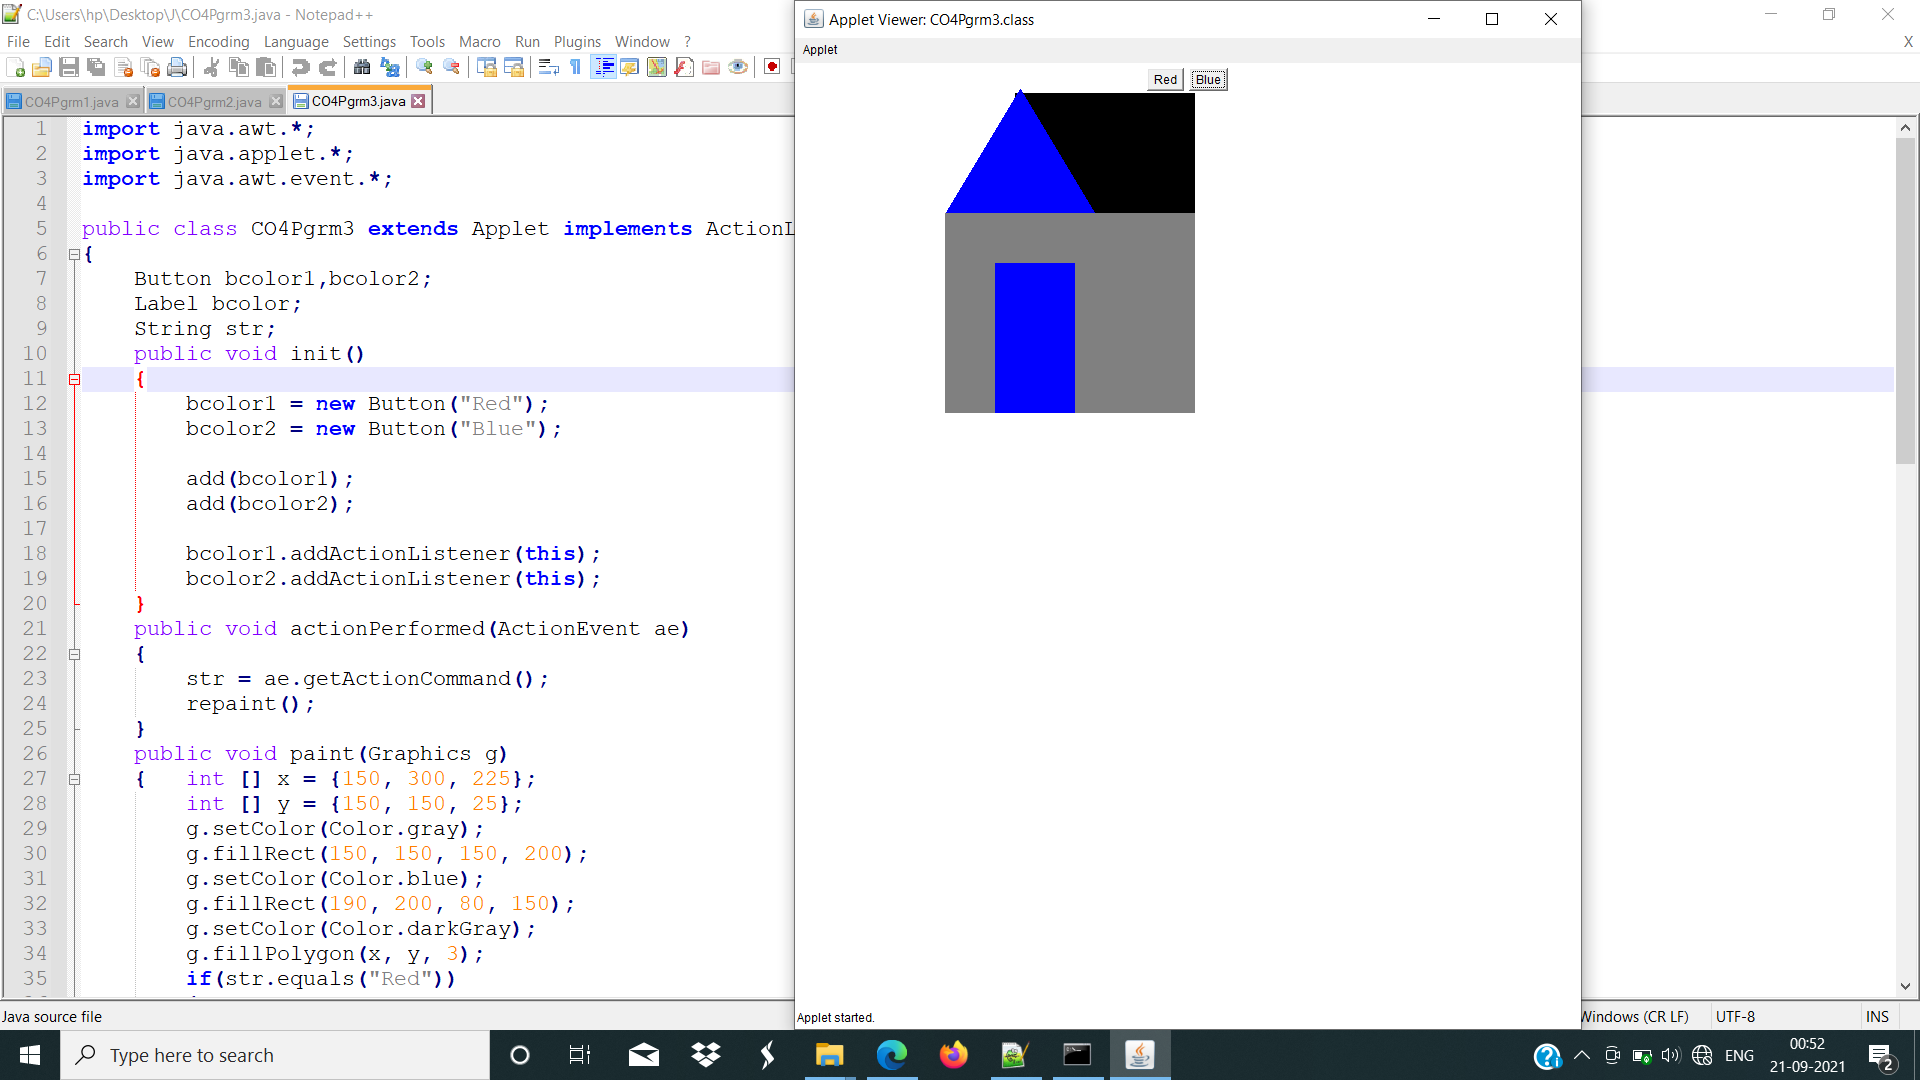 C:\Users\hp\Desktop\J\CO4Pgrm3.java - Notepad++
File Edit Search View Encoding Language Settings Tools Macro Run Plugins Window ? X
CO4Pgrm1.java CO4Pgrm2.java CO4Pgrm3.java
1 import java.awt.*;
2 import java.applet.*;
3 import java.awt.event.*;
4
5 public class CO4Pgrm3 extends Applet implements ActionL
6 {
7 Button bcolor1,bcolor2;
8 Label bcolor;
9 String str;
10 public void init()
11 {
12 bcolor1 = new Button("Red");
13 bcolor2 = new Button("Blue");
14
15 add(bcolor1);
16 add(bcolor2);
17
18 bcolor1.addActionListener(this);
19 bcolor2.addActionListener(this);
20 }
21 public void actionPerformed(ActionEvent ae)
22 {
23 str = ae.getActionCommand();
24 repaint();
25 }
26 public void paint(Graphics g)
27 { int [] x = {150, 300, 225};
28 int [] y = {150, 150, 25};
29 g.setColor(Color.gray);
30 g.fillRect(150, 150, 150, 200);
31 g.setColor(Color.blue);
32 g.fillRect(190, 200, 80, 150);
33 g.setColor(Color.darkGray);
34 g.fillPolygon(x, y, 3);
35 if(str.equals("Red"))
Java source file
Applet Viewer: CO4Pgrm3.class
Applet
Red Blue
Applet started.
Windows (CR LF) UTF-8 INS
Type here to search
ENG
00:52
21-09-2021
2